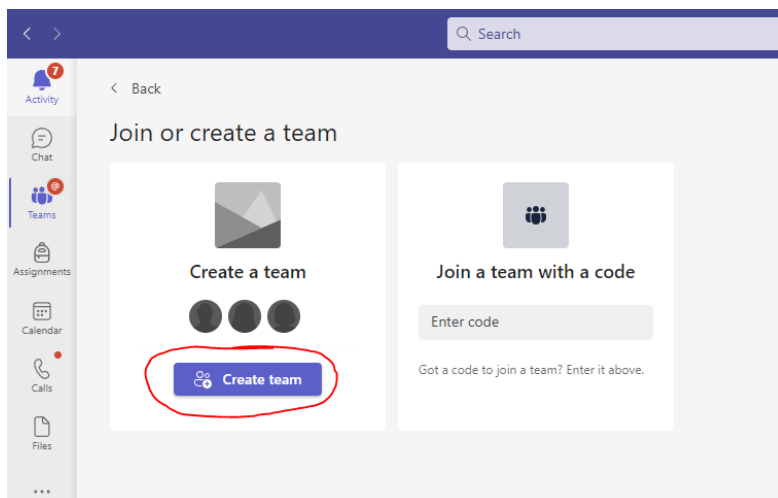 Search
7
Activity
Chat
@
Teams
Assignments
Calendar
Calls
Files
Back
Join or create a team
Create a team
Create team
Join a team with a code
Enter code
Got a code to join a team? Enter it above.